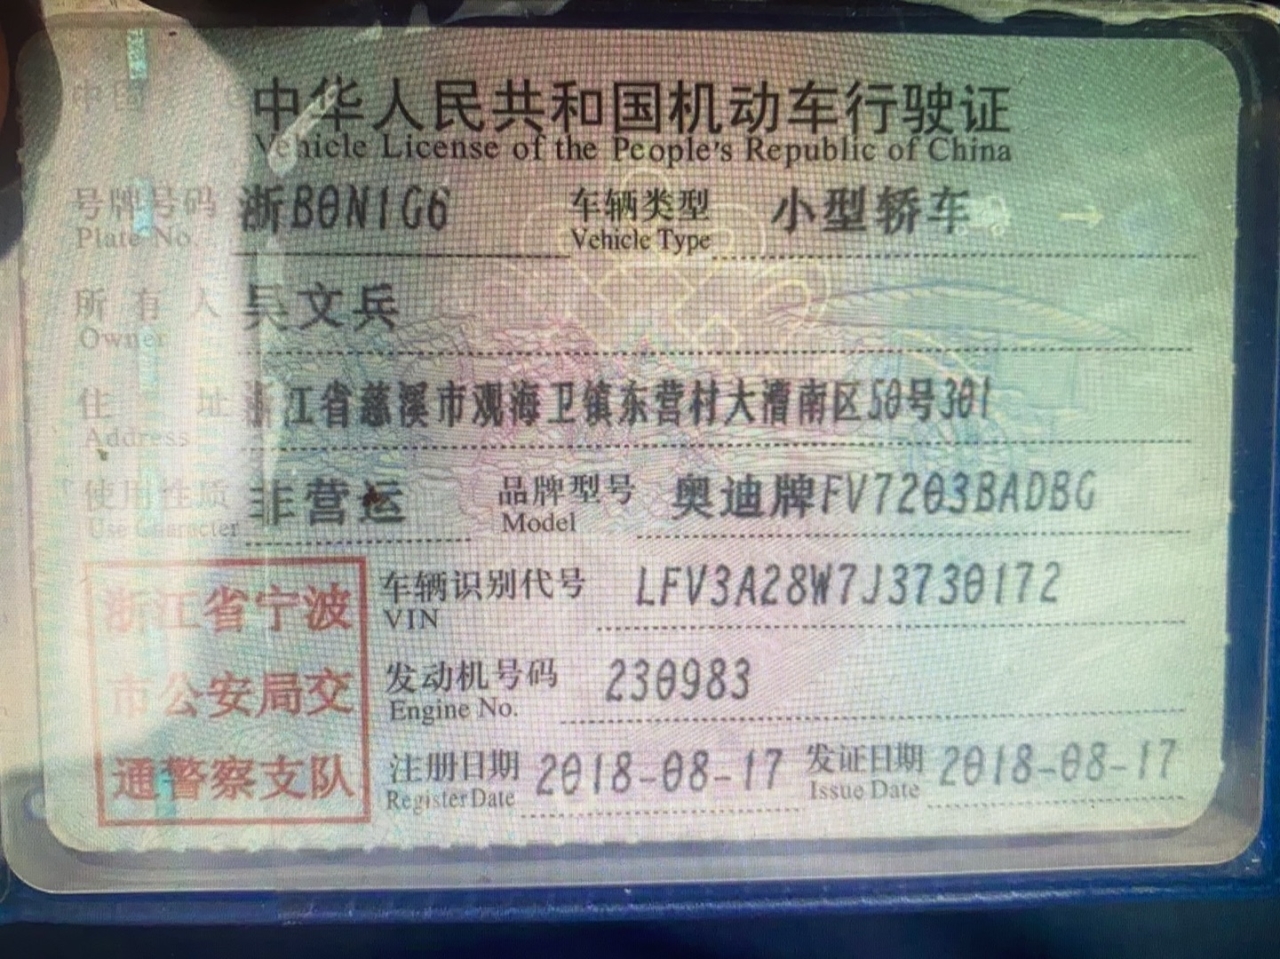 中华人民共和国机动车行驶证
Vehicle License of the People's Republic of China
号牌号码 浙B0N1G6 车辆类型 小型轿车
Plate No. Vehicle Type
所有人 吴文兵
Owner
住址 浙江省慈溪市观海卫镇东营村大漕南区50号301
Address
使用性质 非营运 品牌型号 奥迪牌FV7203BADBG
Use Character Model
浙江省宁波
市公安局交
通警察支队
车辆识别代号 LFV3A28W7J3730172
VIN
发动机号码 230983
Engine No.
注册日期 2018-08-17 发证日期 2018-08-17
Register Date Issue Date